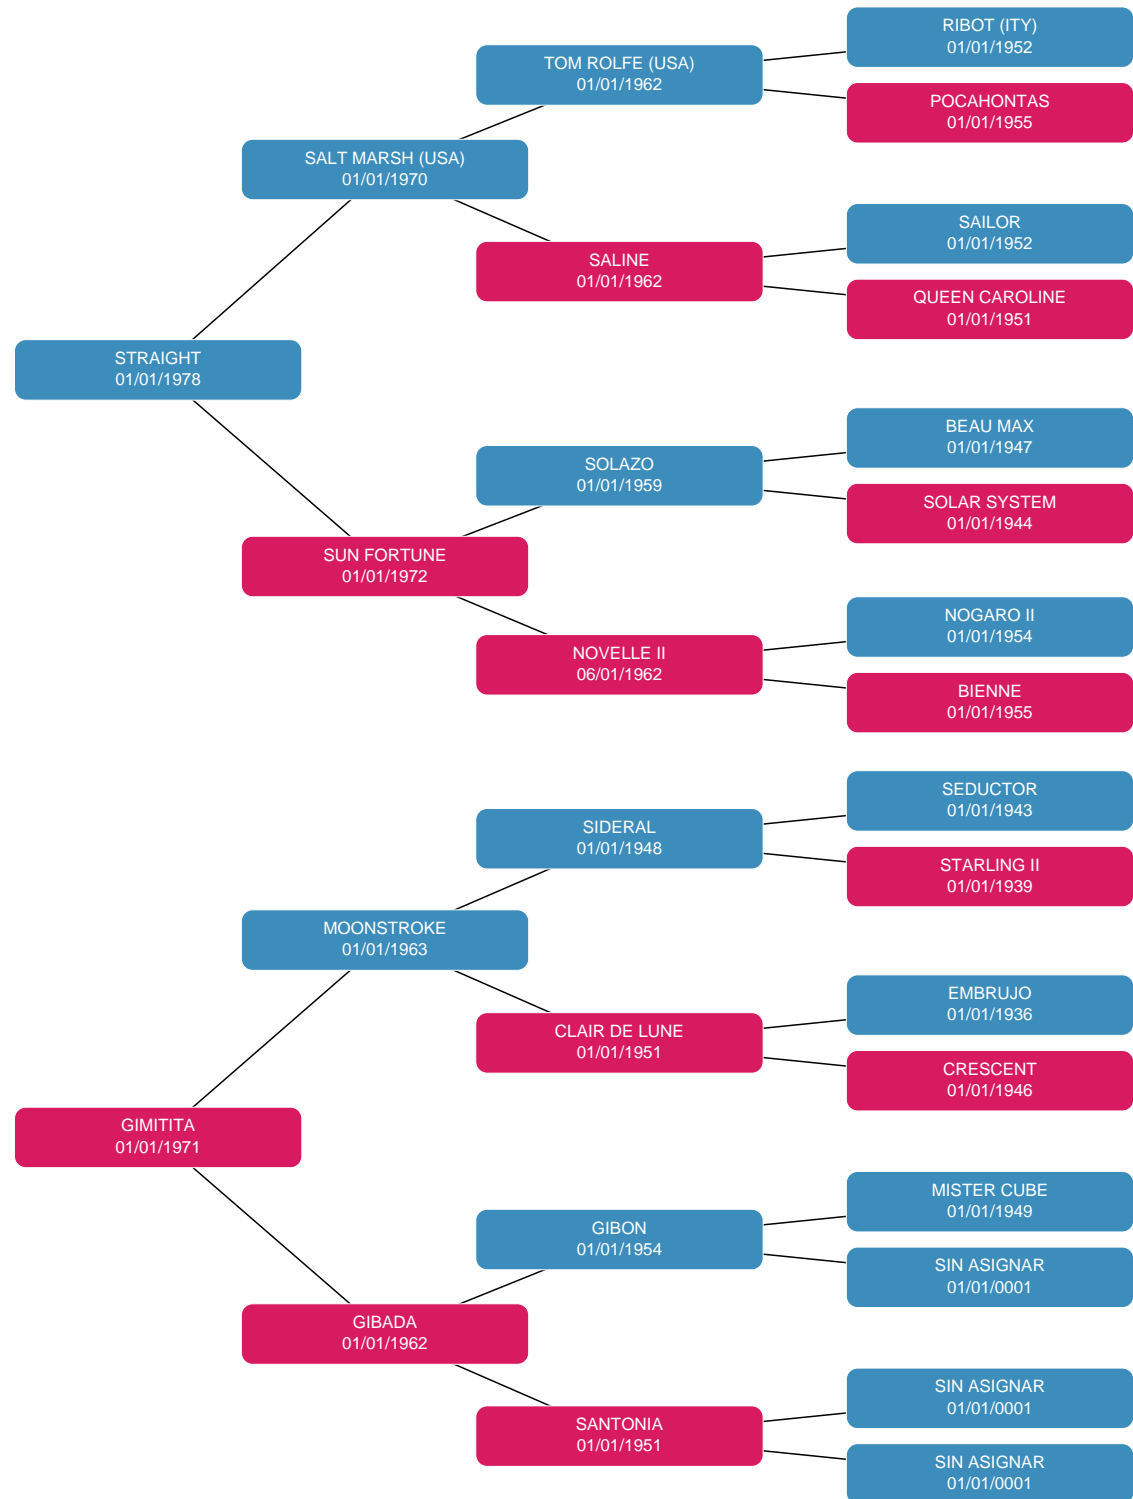 RIBOT (ITY)
01/01/1952
TOM ROLFE (USA)
01/01/1962
POCAHONTAS
01/01/1955
SALT MARSH (USA)
01/01/1970
SAILOR
01/01/1952
SALINE
01/01/1962
QUEEN CAROLINE
01/01/1951
STRAIGHT
01/01/1978
BEAU MAX
01/01/1947
SOLAZO
01/01/1959
SOLAR SYSTEM
01/01/1944
SUN FORTUNE
01/01/1972
NOGARO II
01/01/1954
NOVELLE II
06/01/1962
BIENNE
01/01/1955
SEDUCTOR
01/01/1943
SIDERAL
01/01/1948
STARLING II
01/01/1939
MOONSTROKE
01/01/1963
EMBRUJO
01/01/1936
CLAIR DE LUNE
01/01/1951
CRESCENT
01/01/1946
GIMITITA
01/01/1971
MISTER CUBE
01/01/1949
GIBON
01/01/1954
SIN ASIGNAR
01/01/0001
GIBADA
01/01/1962
SIN ASIGNAR
01/01/0001
SANTONIA
01/01/1951
SIN ASIGNAR
01/01/0001